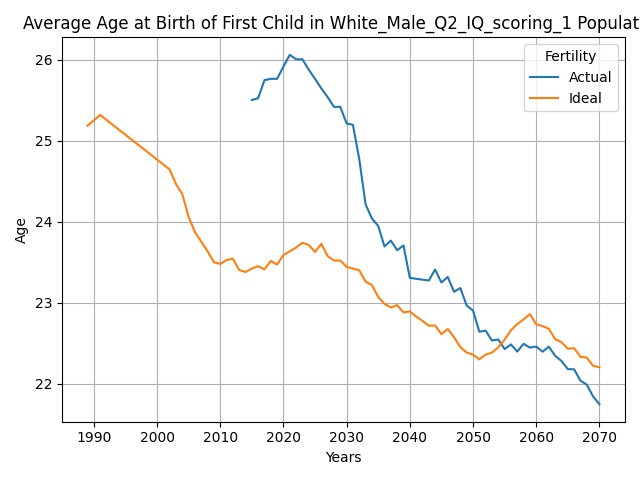 Average Age at Birth of First Child in White_Male_Q2_IQ_scoring_1 Populat
Fertility
Actual
Ideal
26
25
24
23
22
Age
1990 2000 2010 2020 2030 2040 2050 2060 2070
Years